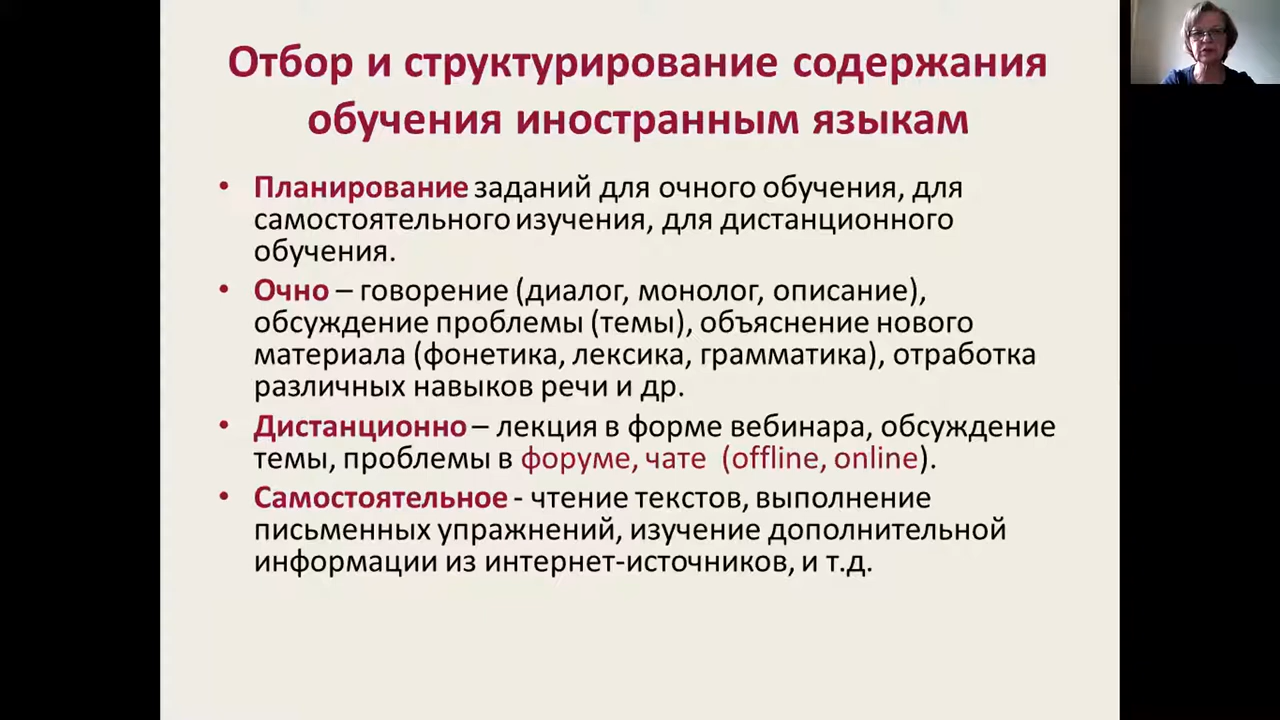 Отбор и структурирование содержания
обучения иностранным языкам
• Планирование заданий для очного обучения, для
самостоятельного изучения, для дистанционного
обучения.
• Очно – говорение (диалог, монолог, описание),
обсуждение проблемы (темы), объяснение нового
материала (фонетика, лексика, грамматика), отработка
различных навыков речи и др.
• Дистанционно – лекция в форме вебинара, обсуждение
темы, проблемы в форуме, чате (offline, online).
• Самостоятельное - чтение текстов, выполнение
письменных упражнений, изучение дополнительной
информации из интернет-источников, и т.д.